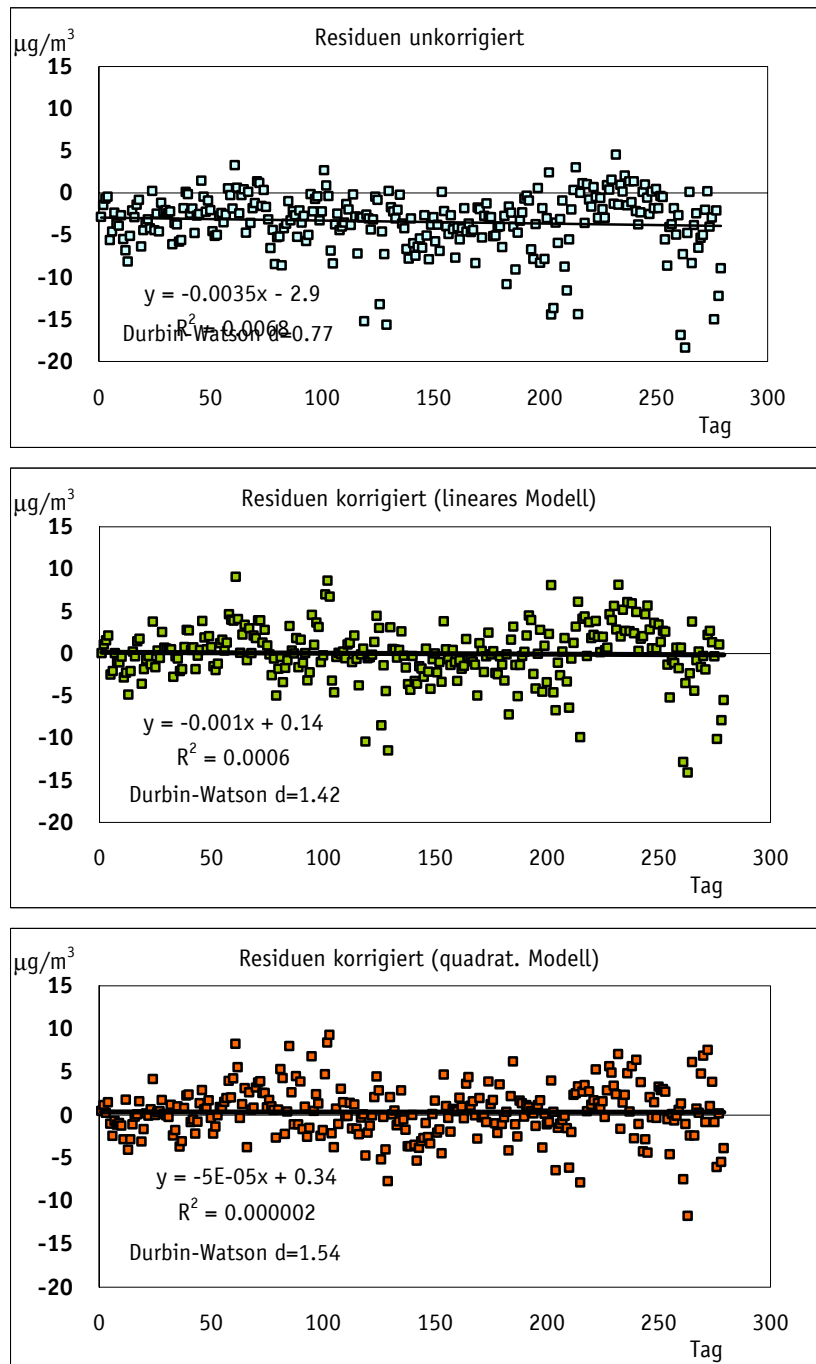 Residuen unkorrigiert
µg/m³
15
10
5
0
-5
-10
-15
-20
y = -0.0035x - 2.9
R² = 0.0068
Durbin-Watson d=0.77
0 50 100 150 200 250 300
Tag
Residuen korrigiert (lineares Modell)
µg/m³
15
10
5
0
-5
-10
-15
-20
y = -0.001x + 0.14
R² = 0.0006
Durbin-Watson d=1.42
0 50 100 150 200 250 300
Tag
Residuen korrigiert (quadrat. Modell)
µg/m³
15
10
5
0
-5
-10
-15
-20
y = -5E-05x + 0.34
R² = 0.000002
Durbin-Watson d=1.54
0 50 100 150 200 250 300
Tag